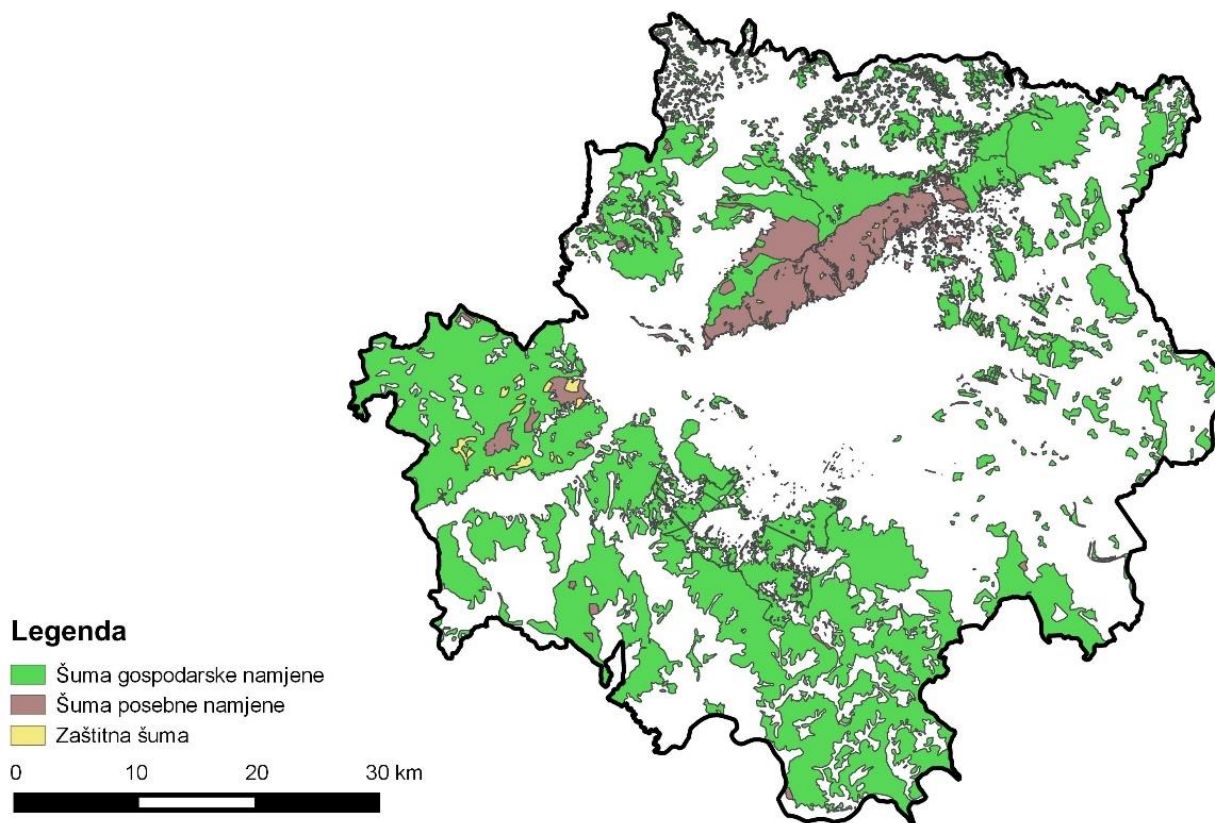 Legenda
Šuma gospodarske namjene
Šuma posebne namjene
Zaštitna šuma
0 10 20 30 km